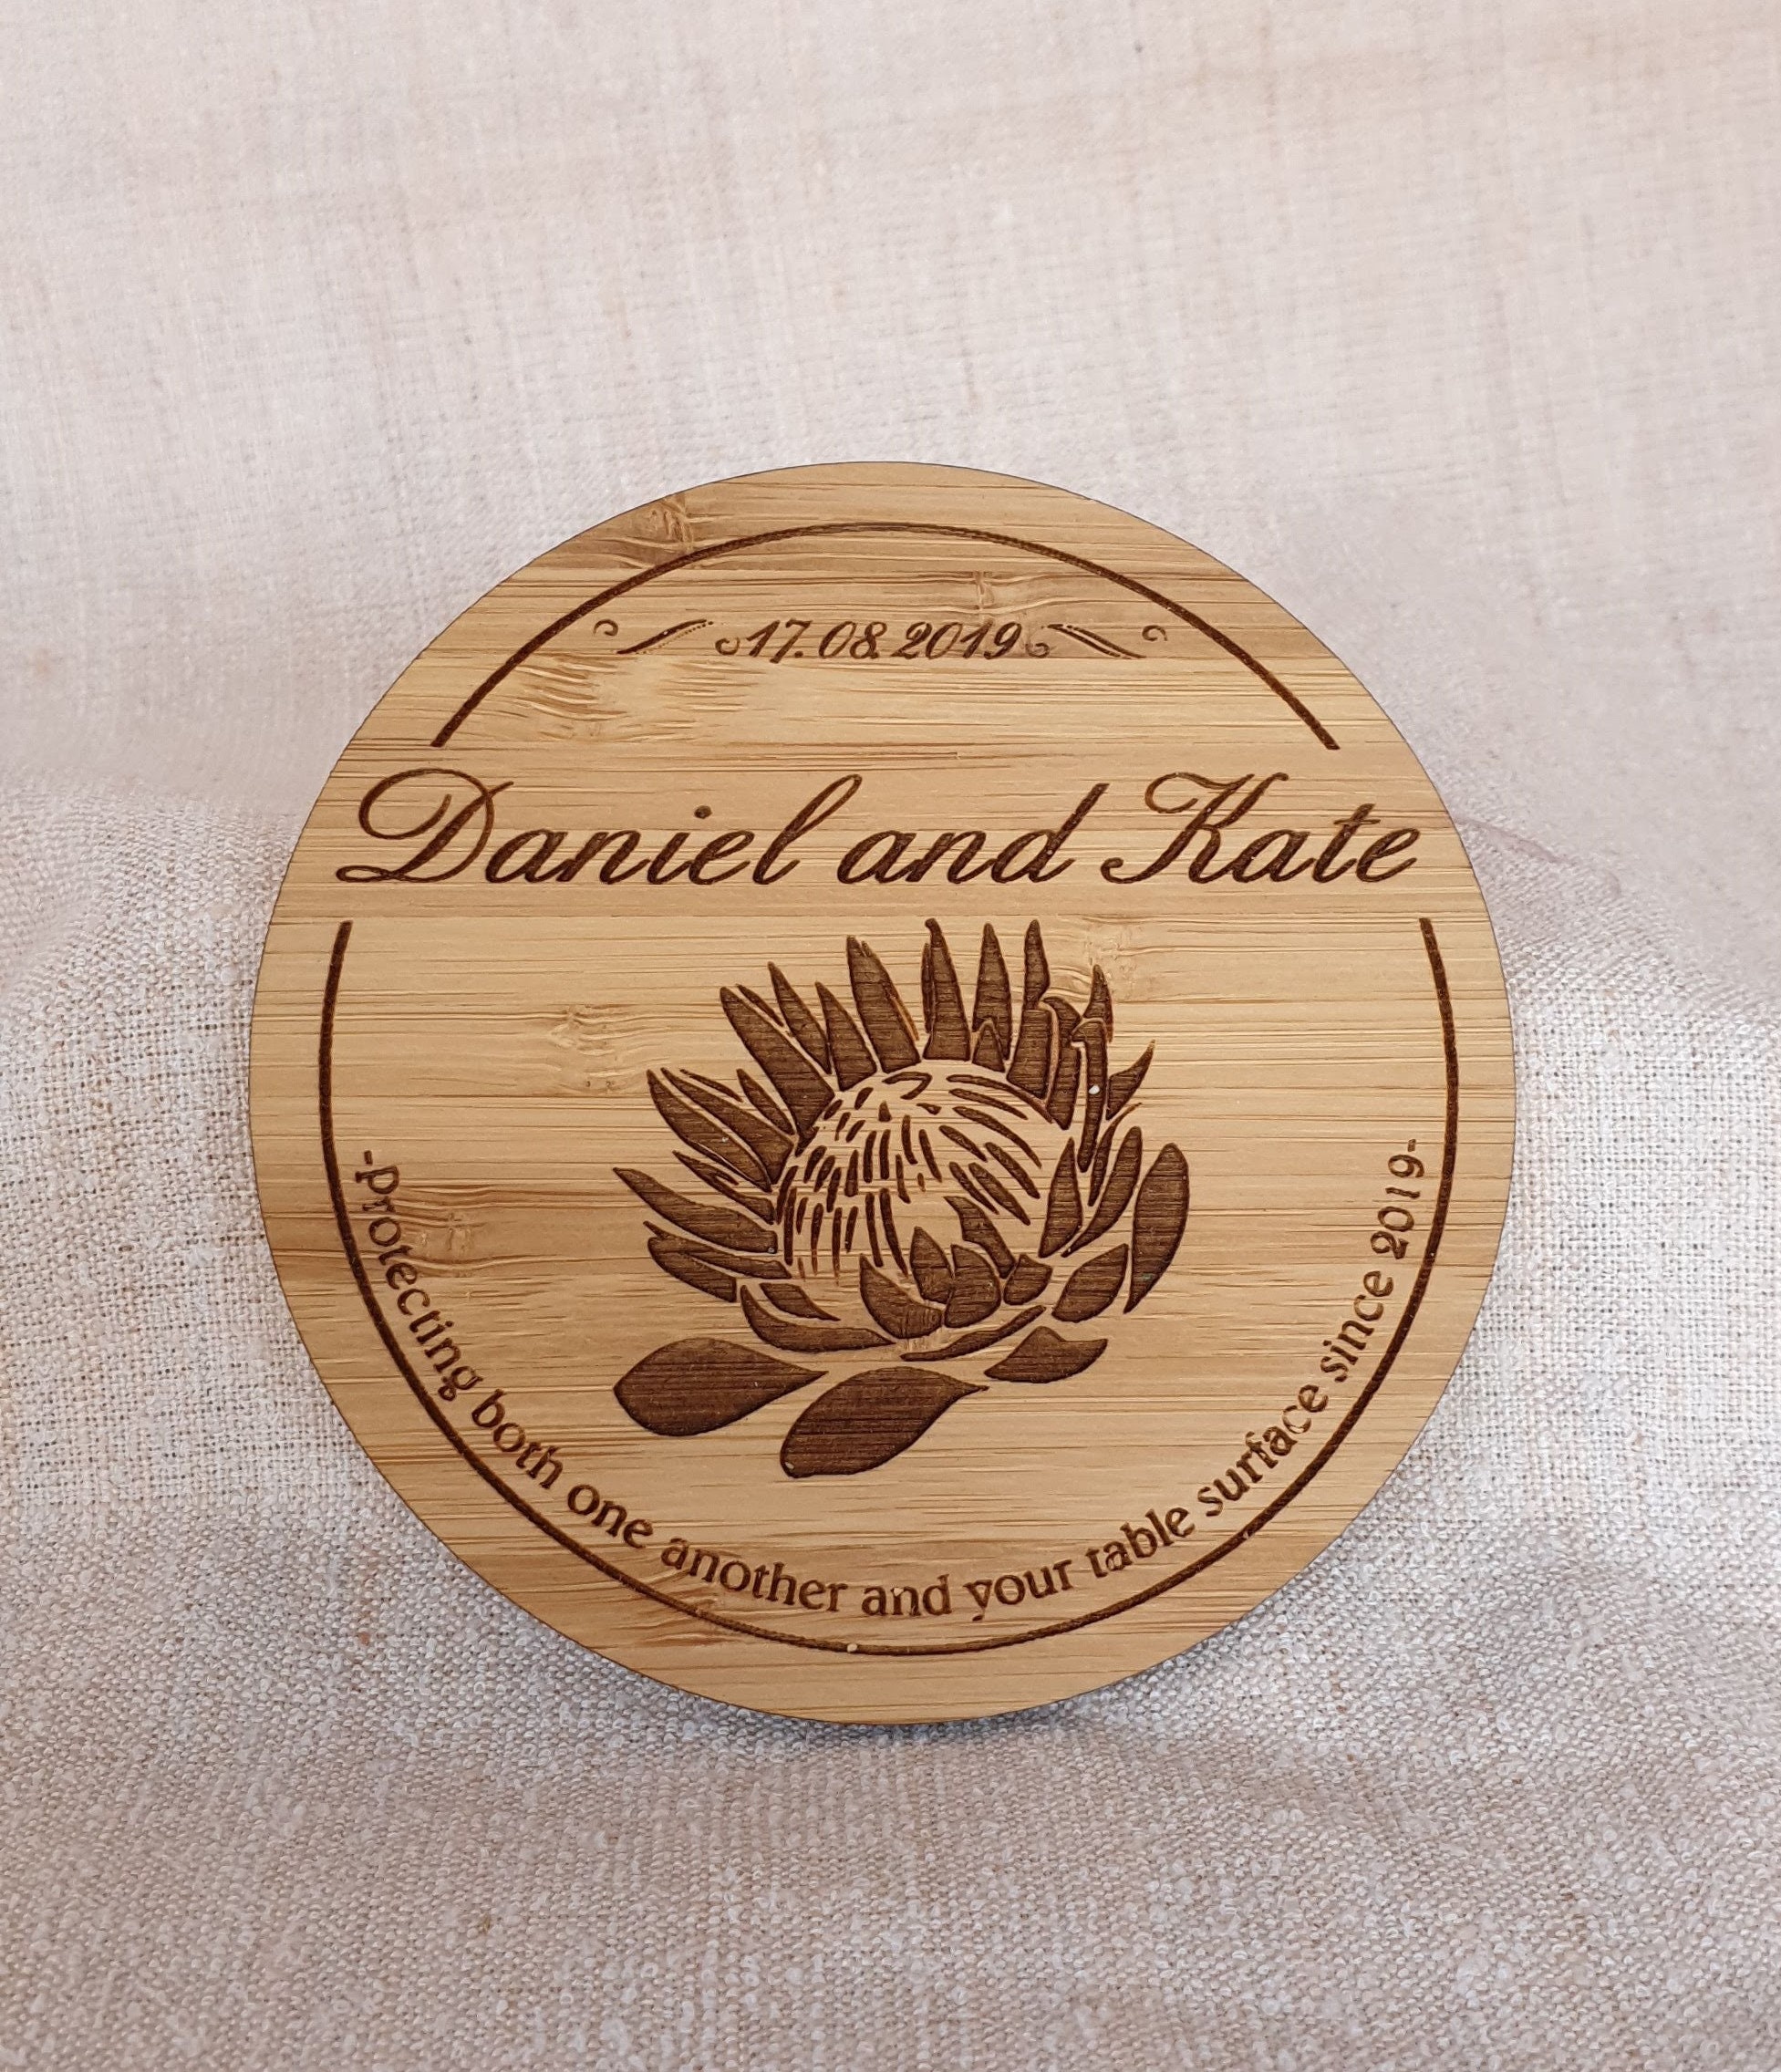 17.08.2019
Daniel and Kate
-protecting both one another and your table surface since 2019-